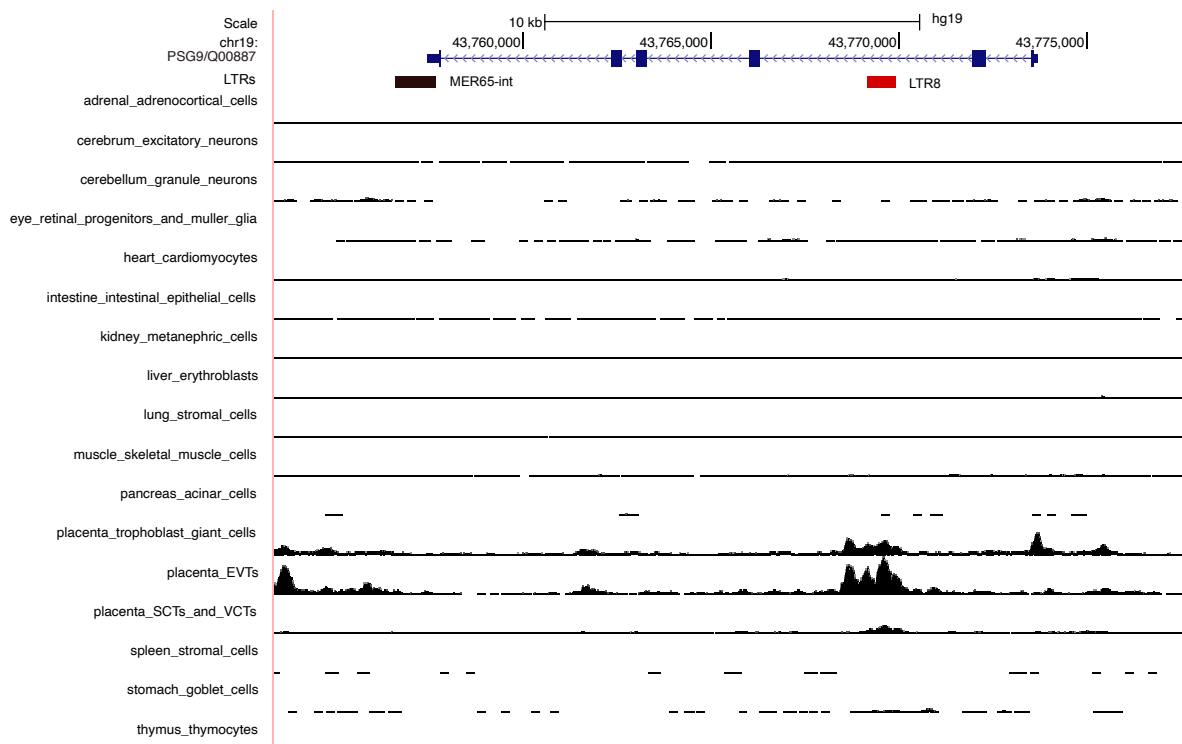 Scale 10 kb hg19
chr19: 43,760,000 43,765,000 43,770,000 43,775,000
PSG9/Q00887
LTRs MER65-int LTR8
adrenal_adrenocortical_cells
cerebrum_excitatory_neurons
cerebellum_granule_neurons
eye_retinal_progenitors_and_muller_glia
heart_cardiomyocytes
intestine_intestinal_epithelial_cells
kidney_metanephric_cells
liver_erythroblasts
lung_stromal_cells
muscle_skeletal_muscle_cells
pancreas_acinar_cells
placenta_trophoblast_giant_cells
placenta_EVTs
placenta_SCTs_and_VCTs
spleen_stromal_cells
stomach_goblet_cells
thymus_thymocytes